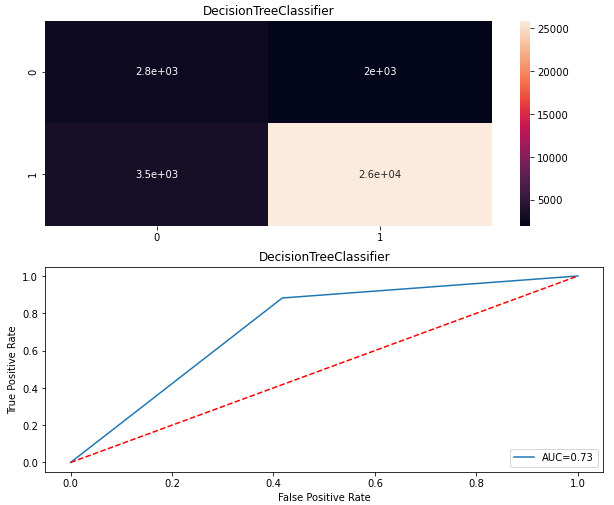 DecisionTreeClassifier
0
2.8e+03
2e+03
1
3.5e+03
2.6e+04
0
1
25000
20000
15000
10000
5000
DecisionTreeClassifier
1.0
0.8
0.6
0.4
0.2
0.0
True Positive Rate
AUC=0.73
0.0
0.2
0.4
0.6
0.8
1.0
False Positive Rate